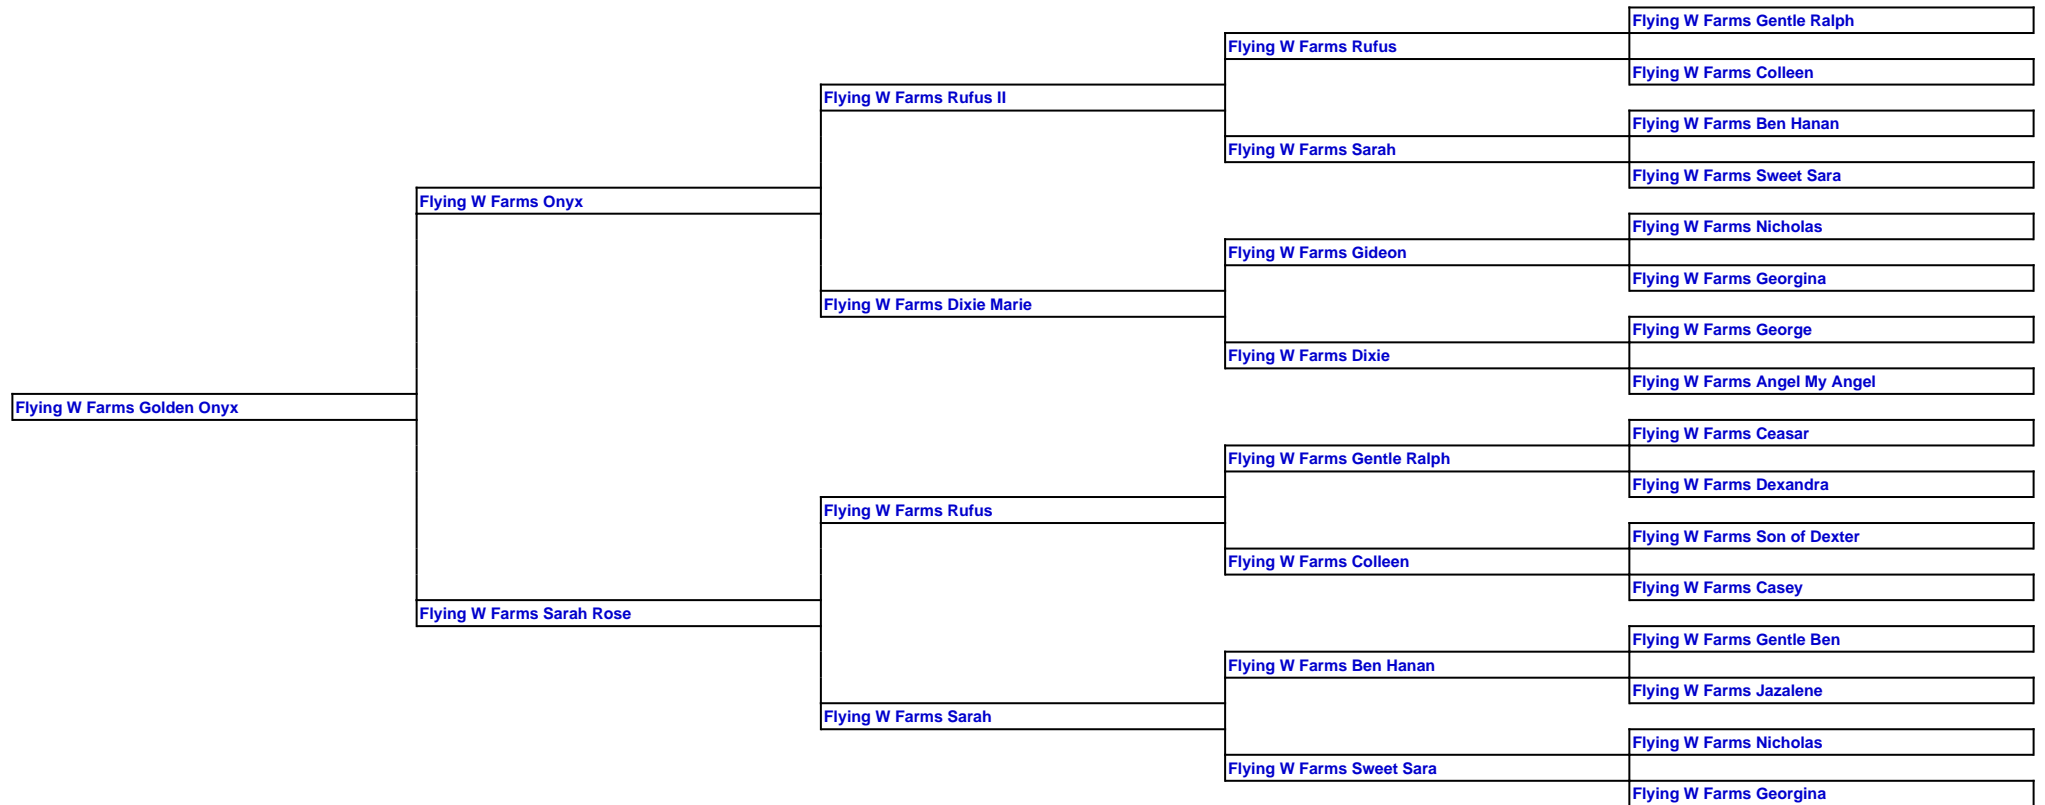 Flying W Farms Gentle Ralph
Flying W Farms Rufus
Flying W Farms Colleen
Flying W Farms Rufus II
Flying W Farms Ben Hanan
Flying W Farms Sarah
Flying W Farms Sweet Sara
Flying W Farms Onyx
Flying W Farms Nicholas
Flying W Farms Gideon
Flying W Farms Georgina
Flying W Farms Dixie Marie
Flying W Farms George
Flying W Farms Dixie
Flying W Farms Angel My Angel
Flying W Farms Golden Onyx
Flying W Farms Ceasar
Flying W Farms Gentle Ralph
Flying W Farms Dexandra
Flying W Farms Rufus
Flying W Farms Son of Dexter
Flying W Farms Colleen
Flying W Farms Casey
Flying W Farms Sarah Rose
Flying W Farms Gentle Ben
Flying W Farms Ben Hanan
Flying W Farms Jazalene
Flying W Farms Sarah
Flying W Farms Nicholas
Flying W Farms Sweet Sara
Flying W Farms Georgina